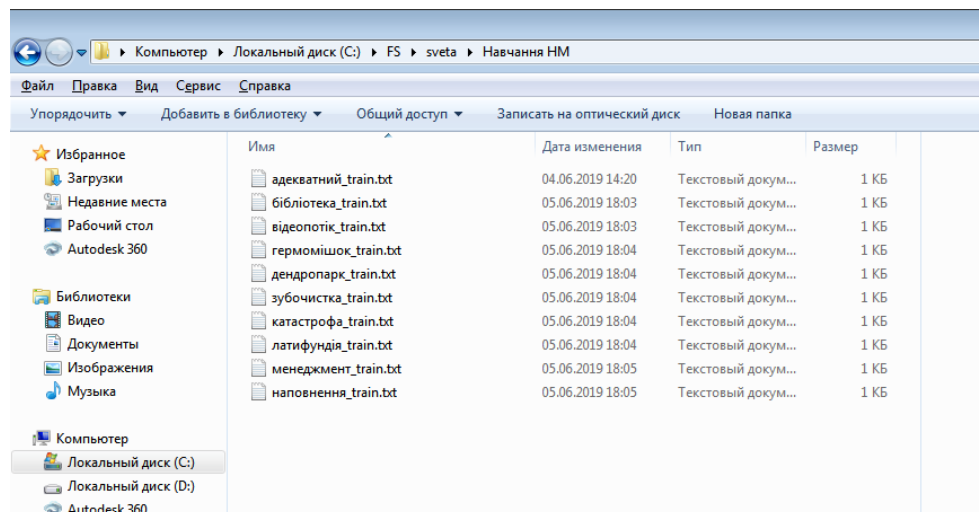 Компьютер ▸ Локальный диск (C:) ▸ FS ▸ sveta ▸ Навчання НМ
Файл Правка Вид Сервис Справка
Упорядочить ▾ Добавить в библиотеку ▾ Общий доступ ▾ Записать на оптический диск Новая папка
Избранное
Загрузки
Недавние места
Рабочий стол
Autodesk 360
Библиотеки
Видео
Документы
Изображения
Музыка
Компьютер
Локальный диск (C:)
Локальный диск (D:)
Autodesk 360
Имя Дата изменения Тип Размер
адекватний_train.txt 04.06.2019 14:20 Текстовый докум... 1 КБ
бібліотека_train.txt 05.06.2019 18:03 Текстовый докум... 1 КБ
відеопотік_train.txt 05.06.2019 18:03 Текстовый докум... 1 КБ
гермомішок_train.txt 05.06.2019 18:04 Текстовый докум... 1 КБ
дендропарк_train.txt 05.06.2019 18:04 Текстовый докум... 1 КБ
зубочистка_train.txt 05.06.2019 18:04 Текстовый докум... 1 КБ
катастрофа_train.txt 05.06.2019 18:04 Текстовый докум... 1 КБ
латифундія_train.txt 05.06.2019 18:04 Текстовый докум... 1 КБ
менеджмент_train.txt 05.06.2019 18:05 Текстовый докум... 1 КБ
наповнення_train.txt 05.06.2019 18:05 Текстовый докум... 1 КБ